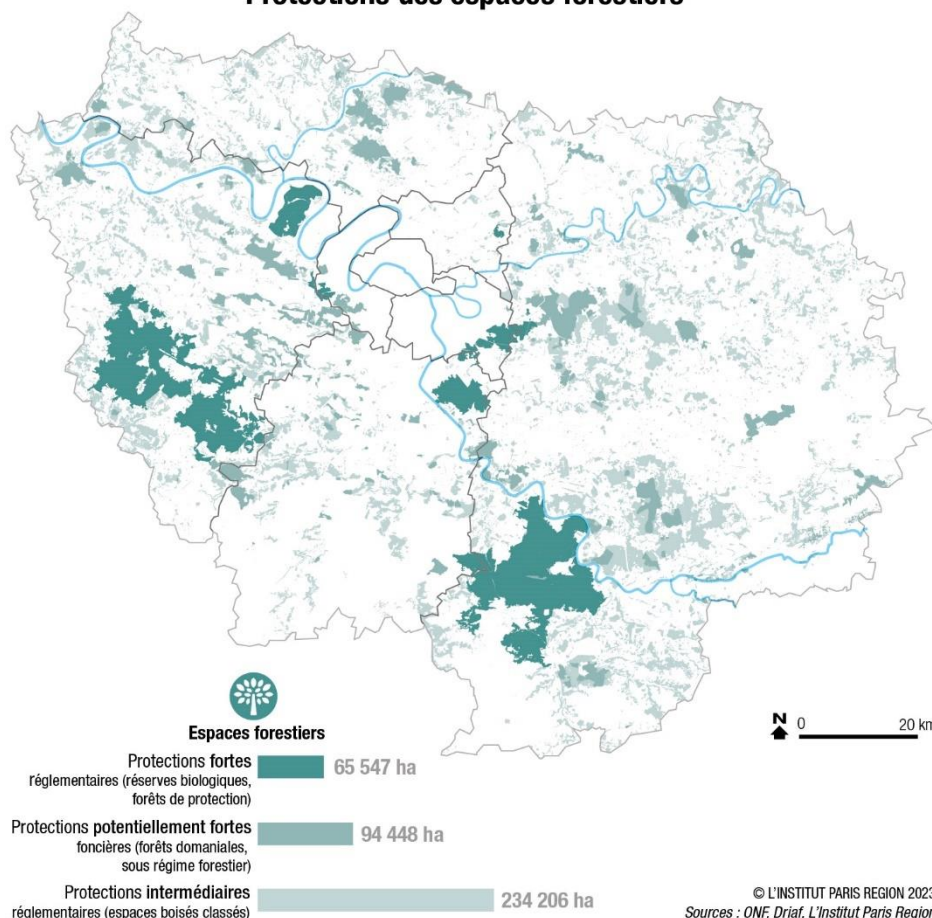 Protections des espaces forestiers
N
0
20 km
Espaces forestiers
Protections fortes
réglementaires (réserves biologiques,
forêts de protection)
65 547 ha
Protections potentiellement fortes
foncières (forêts domaniales,
sous régime forestier)
94 448 ha
Protections intermédiaires
réglementaires (espaces boisés classés)
234 206 ha
© L'INSTITUT PARIS REGION 2023
Sources : ONF, Driaf, L'Institut Paris Region